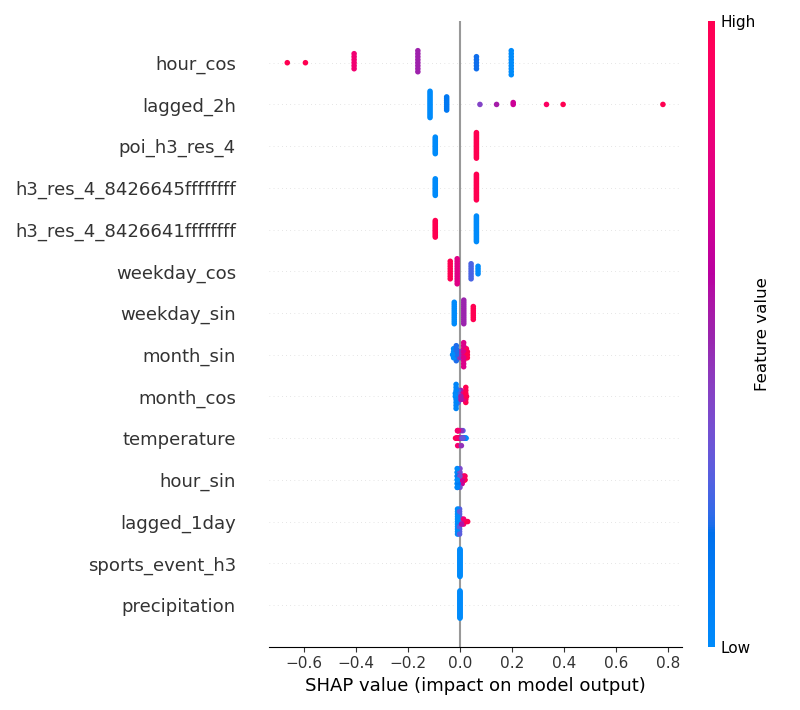 High
hour_cos
lagged_2h
poi_h3_res_4
h3_res_4_8426645ffffffff
h3_res_4_8426641ffffffff
weekday_cos
weekday_sin
month_sin
month_cos
temperature
hour_sin
lagged_1day
sports_event_h3
precipitation
Feature value
Low
−0.6 −0.4 −0.2 0.0 0.2 0.4 0.6 0.8
SHAP value (impact on model output)